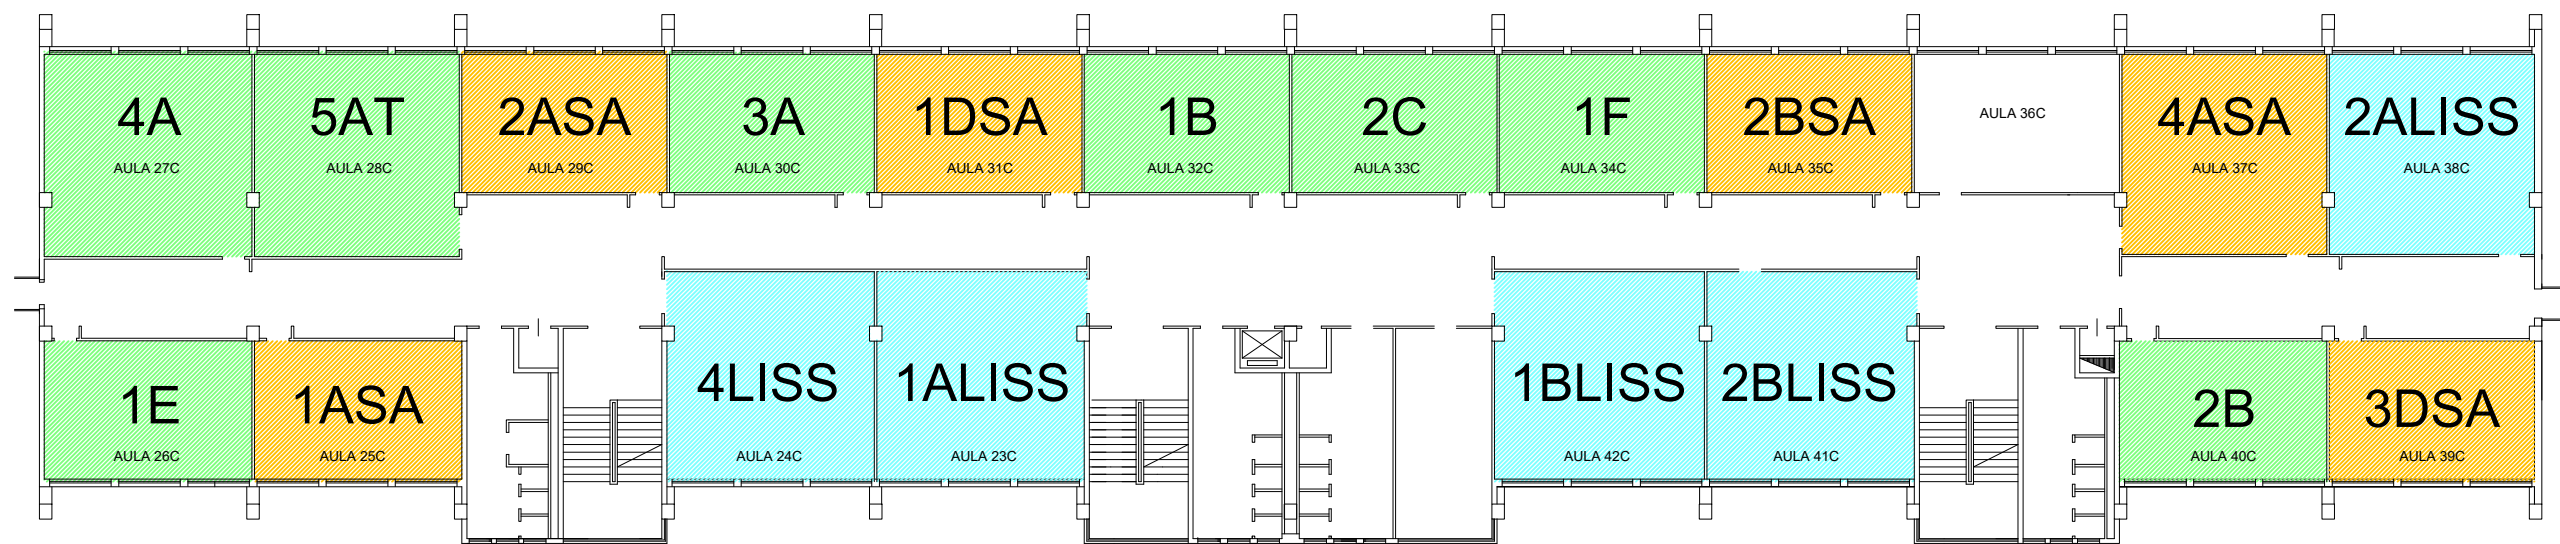 4A
AULA 27C
5AT
AULA 28C
2ASA
AULA 29C
3A
AULA 30C
1DSA
AULA 31C
1B
AULA 32C
2C
AULA 33C
1F
AULA 34C
2BSA
AULA 35C
AULA 36C
4ASA
AULA 37C
2ALISS
AULA 38C
1E
AULA 26C
1ASA
AULA 25C
4LISS
AULA 24C
1ALISS
AULA 23C
1BLISS
AULA 42C
2BLISS
AULA 41C
2B
AULA 40C
3DSA
AULA 39C